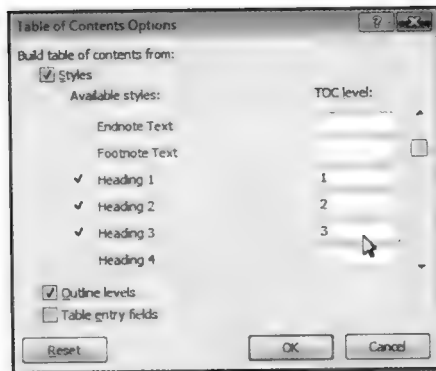 Table of Contents Options
Build table of contents from:
Styles
Available styles: TOC level:
Endnote Text
Footnote Text
Heading 1 1
Heading 2 2
Heading 3 3
Heading 4
Outline levels
Table entry fields
Reset OK Cancel